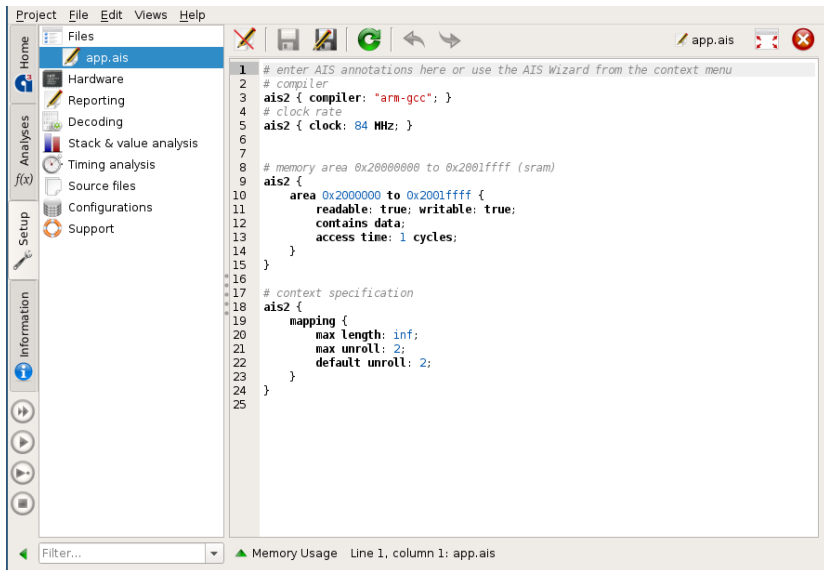 Project File Edit Views Help
Home
Analyses
f(x)
Setup
Information
Files
app.ais
Hardware
Reporting
Decoding
Stack & value analysis
Timing analysis
Source files
Configurations
Support
Filter...
app.ais
1 # enter AIS annotations here or use the AIS Wizard from the context menu
2 # compiler
3 ais2 { compiler: "arm-gcc"; }
4 # clock rate
5 ais2 { clock: 84 MHz; }
6
7
8 # memory area 0x20000000 to 0x2001ffff (sram)
9 ais2 {
10 area 0x2000000 to 0x2001ffff {
11 readable: true; writable: true;
12 contains data;
13 access time: 1 cycles;
14 }
15 }
16
17 # context specification
18 ais2 {
19 mapping {
20 max length: inf;
21 max unroll: 2;
22 default unroll: 2;
23 }
24 }
25
Memory Usage Line 1, column 1: app.ais